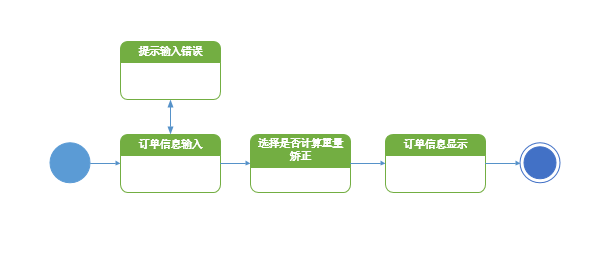 提示输入错误
订单信息输入
选择是否计算重量
矫正
订单信息显示